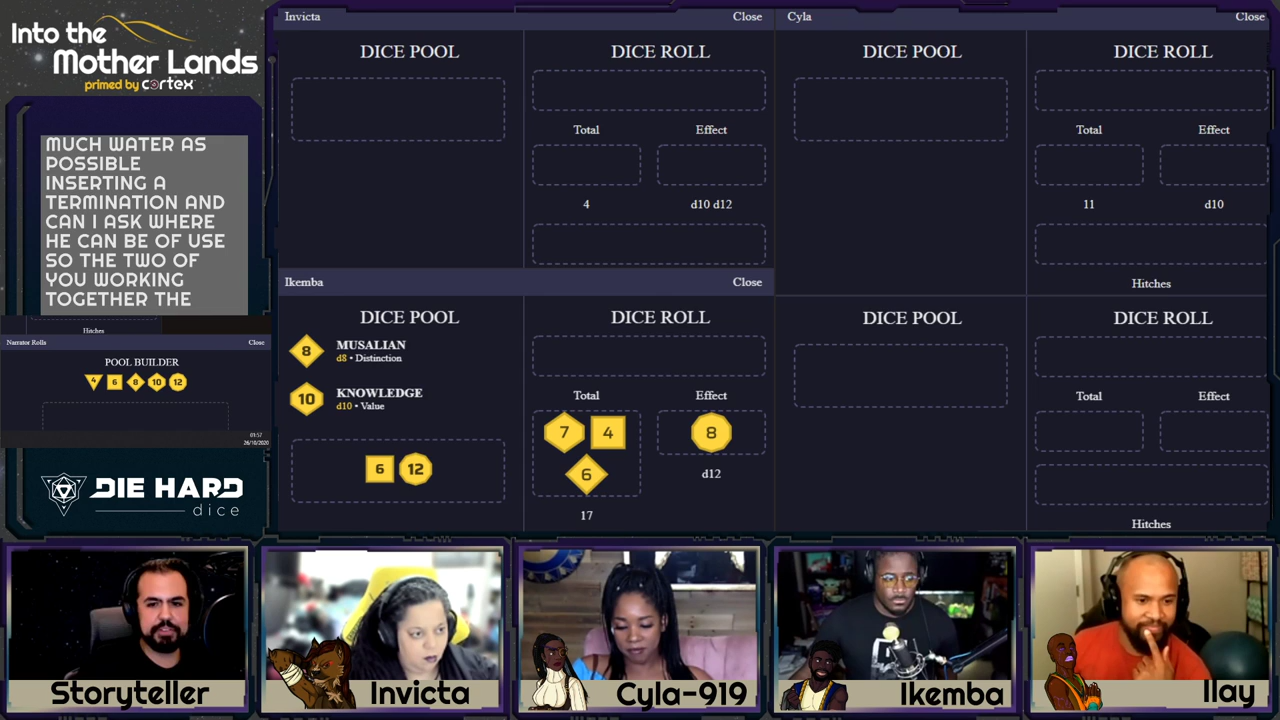 Into the
Mother Lands
primed by cortex
MUCH WATER AS
POSSIBLE
INSERTING A
TERMINATION AND
CAN I ASK WHERE
HE CAN BE OF USE
SO THE TWO OF
YOU WORKING
TOGETHER THE
Hitches
Narrator Rolls
Close
POOL BUILDER
4 6 8 10 12
01:57
26/10/2020
DIE HARD
dice
Invicta
Close
DICE POOL
DICE ROLL
Total
Effect
4
d10 d12
Cyla
Close
DICE POOL
DICE ROLL
Total
Effect
11
d10
Hitches
Ikemba
Close
DICE POOL
8
MUSALIAN
d8 • Distinction
10
KNOWLEDGE
d10 • Value
6 12
DICE ROLL
Total
Effect
7 4
8
6
d12
17
DICE POOL
DICE ROLL
Total
Effect
Hitches
Storyteller
Invicta
Cyla-919
Ikemba
Ilay